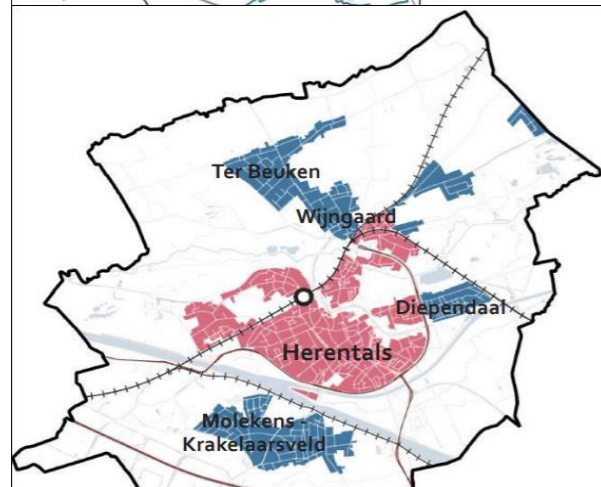 Ter Beuken
Wijngaard
Diependaal
Herentals
Molekens -
Krakelaarsveld